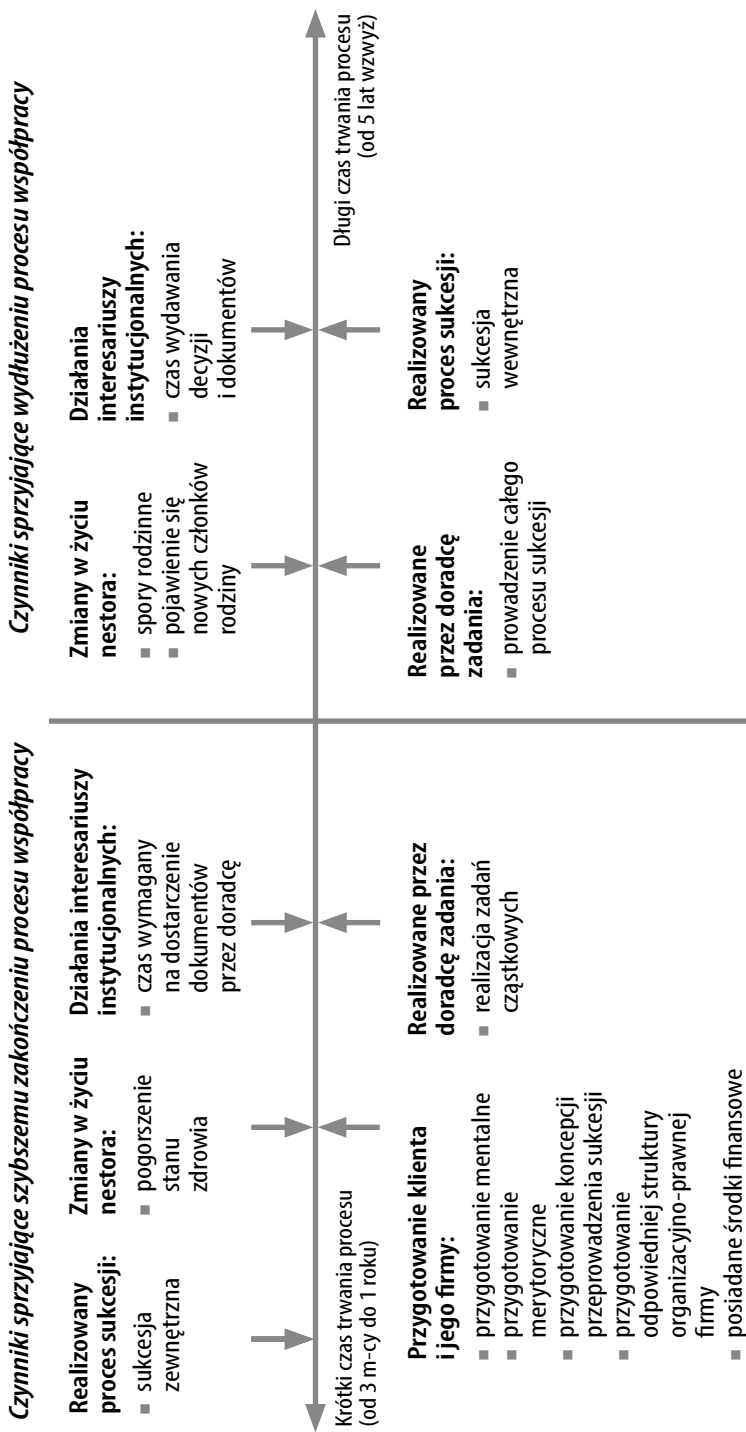 Czynniki sprzyjające szybszemu zakończeniu procesu współpracy
Realizowany
proces sukcesji:
▪ sukcesja
zewnętrzna
Zmiany w życiu
nestora:
▪ pogorszenie
stanu
zdrowia
Działania interesariuszy
instytucjonalnych:
▪ czas wymagany
na dostarczenie
dokumentów
przez doradcę
Czynniki sprzyjające wydłużeniu procesu współpracy
Zmiany w życiu
nestora:
▪ spory rodzinne
▪ pojawienie się
nowych członków
rodziny
Działania
interesariuszy
instytucjonalnych:
▪ czas wydawania
decyzji
i dokumentów
Krótki czas trwania procesu
(od 3 m-cy do 1 roku)
Długi czas trwania procesu
(od 5 lat wzwyż)
Przygotowanie klienta
i jego firmy:
▪ przygotowanie mentalne
▪ przygotowanie
merytoryczne
▪ przygotowanie koncepcji
przeprowadzenia sukcesji
▪ przygotowanie
odpowiedniej struktury
organizacyjno-prawnej
firmy
▪ posiadane środki finansowe
Realizowane przez
doradcę zadania:
▪ realizacja zadań
cząstkowych
Realizowane
przez doradcę
zadania:
▪ prowadzenie całego
procesu sukcesji
Realizowany
proces sukcesji:
▪ sukcesja
wewnętrzna